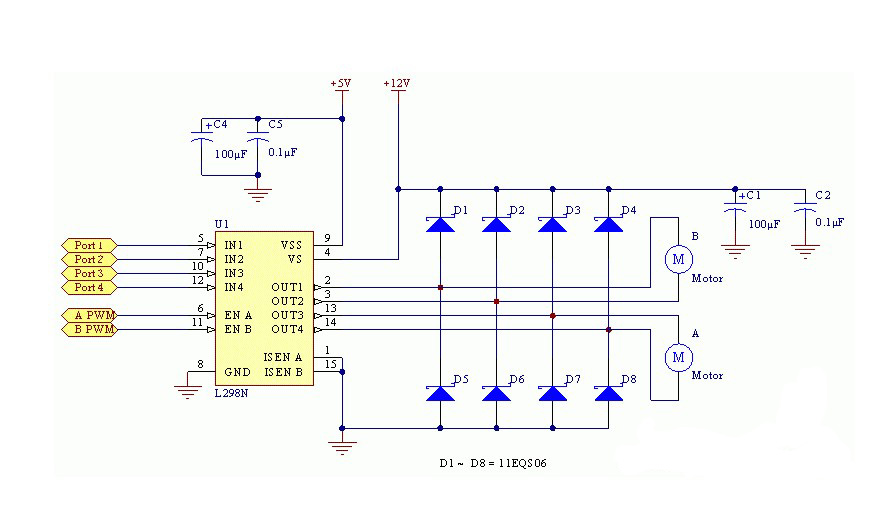 +5V +12V
+ C4 C5
100µF 0.1µF
D1 D2 D3 D4
+ C1 C2
100µF 0.1µF
U1
Port 1 5 IN1 VSS 9
Port 2 7 IN2 VS 4
Port 3 10 IN3
Port 4 12 IN4 OUT1 2
OUT2 3
A PWM 6 EN A OUT3 13
B PWM 11 EN B OUT4 14
ISEN A 1
8 GND ISEN B 15
L298N
B
M
Motor
A
M
Motor
D5 D6 D7 D8
D1 ~ D8 = 11EQS06